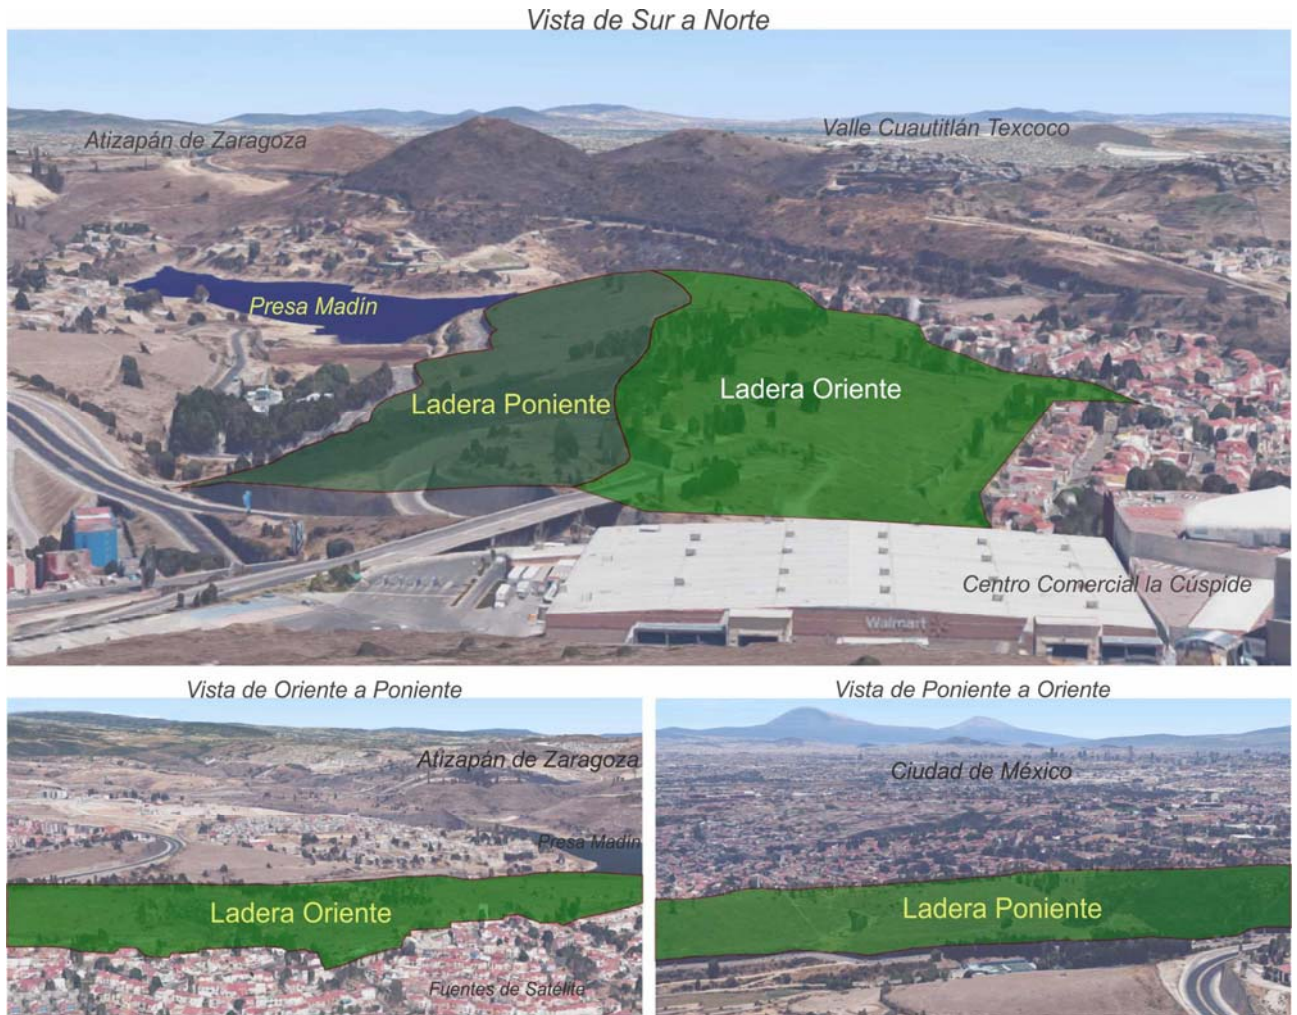 Vista de Sur a Norte
Atizapán de Zaragoza
Valle Cuautitlán Texcoco
Presa Madín
Ladera Poniente
Ladera Oriente
Centro Comercial la Cúspide
Walmart
Vista de Oriente a Poniente
Atizapán de Zaragoza
Presa Madín
Ladera Oriente
Fuentes de Satélite
Vista de Poniente a Oriente
Ciudad de México
Ladera Poniente